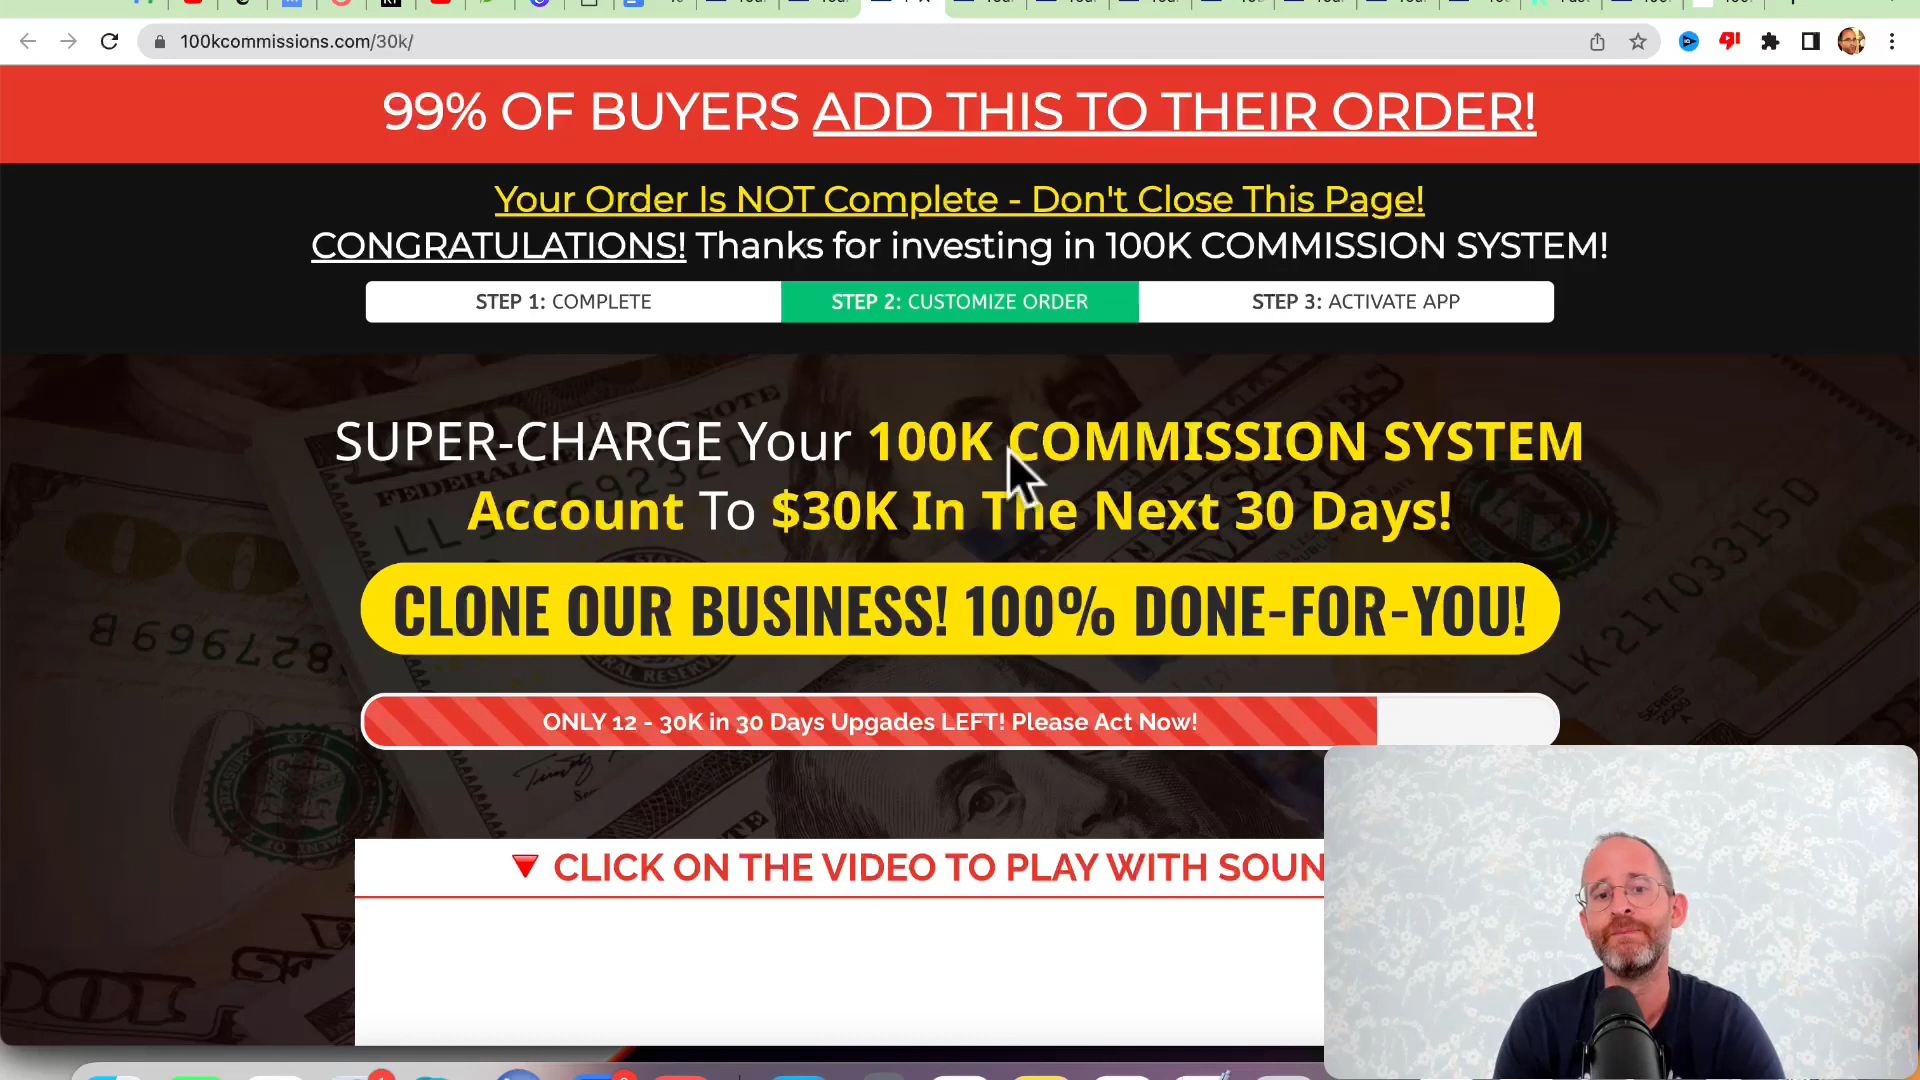 100kcommissions.com/30k/
99% OF BUYERS ADD THIS TO THEIR ORDER!
Your Order Is NOT Complete - Don't Close This Page!
CONGRATULATIONS! Thanks for investing in 100K COMMISSION SYSTEM!
STEP 1: COMPLETE
STEP 2: CUSTOMIZE ORDER
STEP 3: ACTIVATE APP
SUPER-CHARGE Your 100K COMMISSION SYSTEM
Account To $30K In The Next 30 Days!
CLONE OUR BUSINESS! 100% DONE-FOR-YOU!
ONLY 12 - 30K in 30 Days Upgades LEFT! Please Act Now!
CLICK ON THE VIDEO TO PLAY WITH SOUN